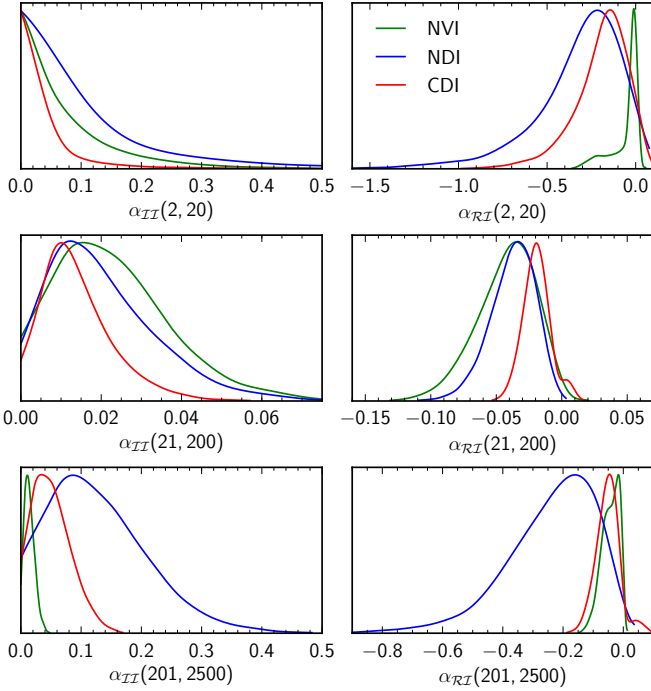 NVI
NDI
CDI
0.0 0.1 0.2 0.3 0.4 0.5
−1.5 −1.0 −0.5 0.0
α_{ℐℐ}(2, 20)
α_{ℛℐ}(2, 20)
0.00 0.02 0.04 0.06
−0.15 −0.10 −0.05 0.00 0.05
α_{ℐℐ}(21, 200)
α_{ℛℐ}(21, 200)
0.0 0.1 0.2 0.3 0.4 0.5
−0.8 −0.6 −0.4 −0.2 0.0
α_{ℐℐ}(201, 2500)
α_{ℛℐ}(201, 2500)